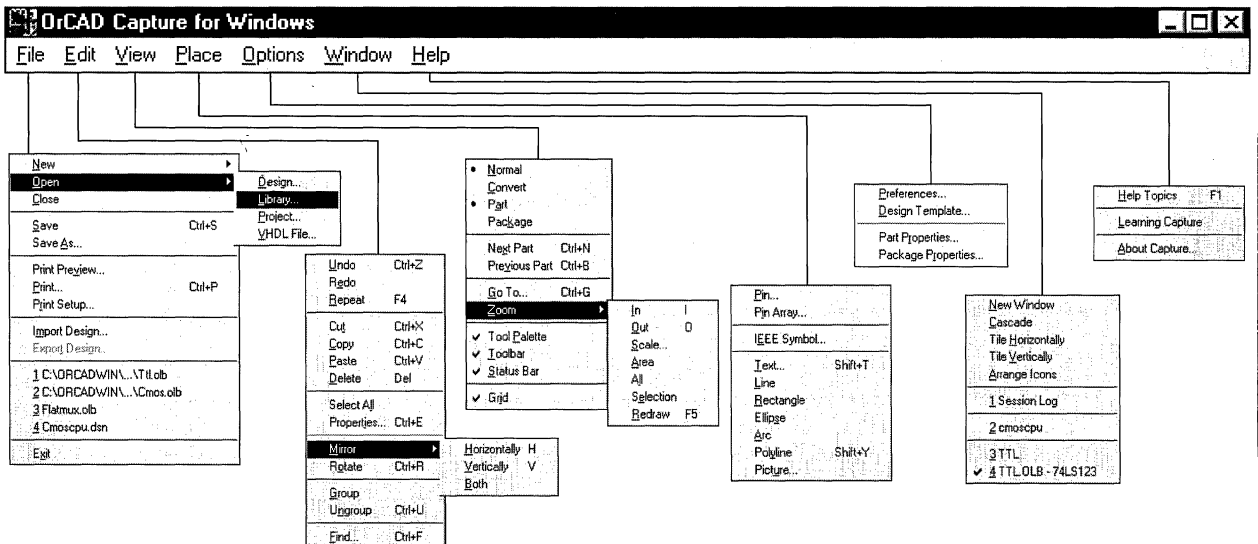 OrCAD Capture for Windows
File Edit View Place Options Window Help
New
Open
Close
Save Ctrl+S
Save As...
Print Preview...
Print... Ctrl+P
Print Setup...
Import Design...
Export Design...
1 C:\ORCADWIN\...\Ttl.olb
2 C:\ORCADWIN\...\Cmos.olb
3 Flatmux.olb
4 Cmoscpu.dsn
Exit
Design...
Library...
Project...
VHDL File...
Undo Ctrl+Z
Redo
Repeat F4
Cut Ctrl+X
Copy Ctrl+C
Paste Ctrl+V
Delete Del
Select All
Properties... Ctrl+E
Mirror
Rotate Ctrl+R
Group
Ungroup Ctrl+U
Find... Ctrl+F
Horizontally H
Vertically V
Both
Normal
Convert
Part
Package
Next Part Ctrl+N
Previous Part Ctrl+B
Go To... Ctrl+G
Zoom
Tool Palette
Toolbar
Status Bar
Grid
In I
Out O
Scale...
Area
All
Selection
Redraw F5
Pin...
Pin Array...
IEEE Symbol...
Text... Shift+T
Line
Rectangle
Ellipse
Arc
Polyline Shift+Y
Picture...
Preferences...
Design Template...
Part Properties...
Package Properties...
New Window
Cascade
Tile Horizontally
Tile Vertically
Arrange Icons
1 Session Log
2 cmoscpu
3 TTL
4 TTL.OLB - 74LS123
Help Topics F1
Learning Capture
About Capture...